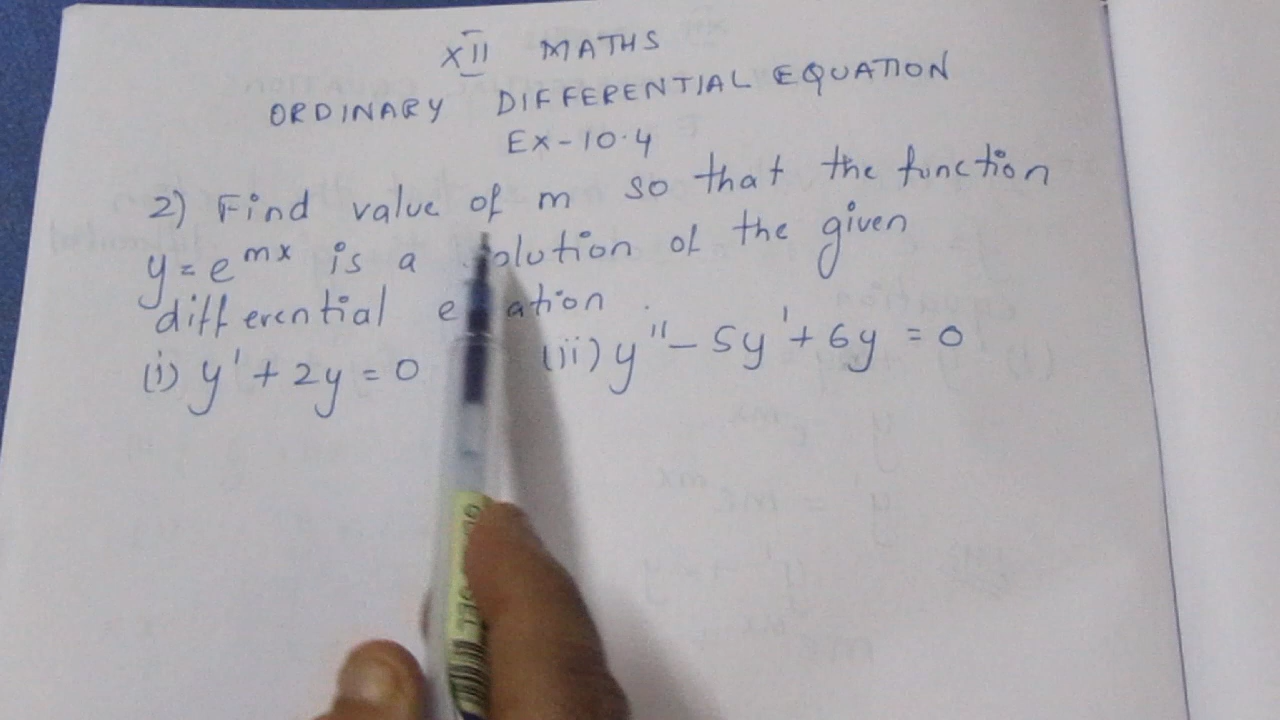 XII MATHS
ORDINARY DIFFERENTIAL EQUATION
Ex-10.4
2) Find value of m so that the function
y = e^mx is a solution of the given
differential e ation
(i) y' + 2y = 0 (ii) y'' - 5y' + 6y = 0